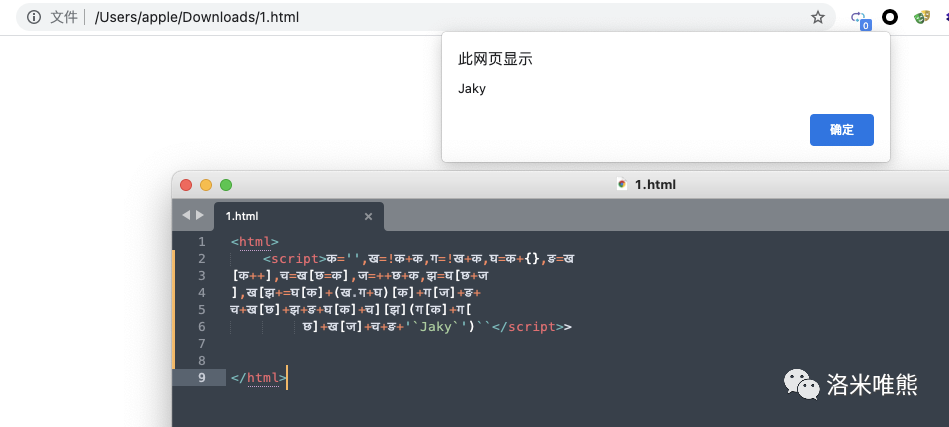 文件 | /Users/apple/Downloads/1.html
0
此网页显示
Jaky
确定
1.html
1.html ×
1 <html>
2 <script>क='',ख=!क+क,ग=!ख+क,घ=क+{},ङ=ख
3 [क++],च=ख[छ=क],ज=++छ+क,झ=घ[छ+ज
4 ],ख[झ+=घ[क]+(ख.ग+घ)[क]+ग[ज]+ङ+
5 च+ख[छ]+झ+ङ+घ[क]+च][झ](ग[क]+ग[
6 छ]+ख[ज]+च+ङ+'`Jaky`')``</script>>
7
8
9 </html>
洛米唯熊